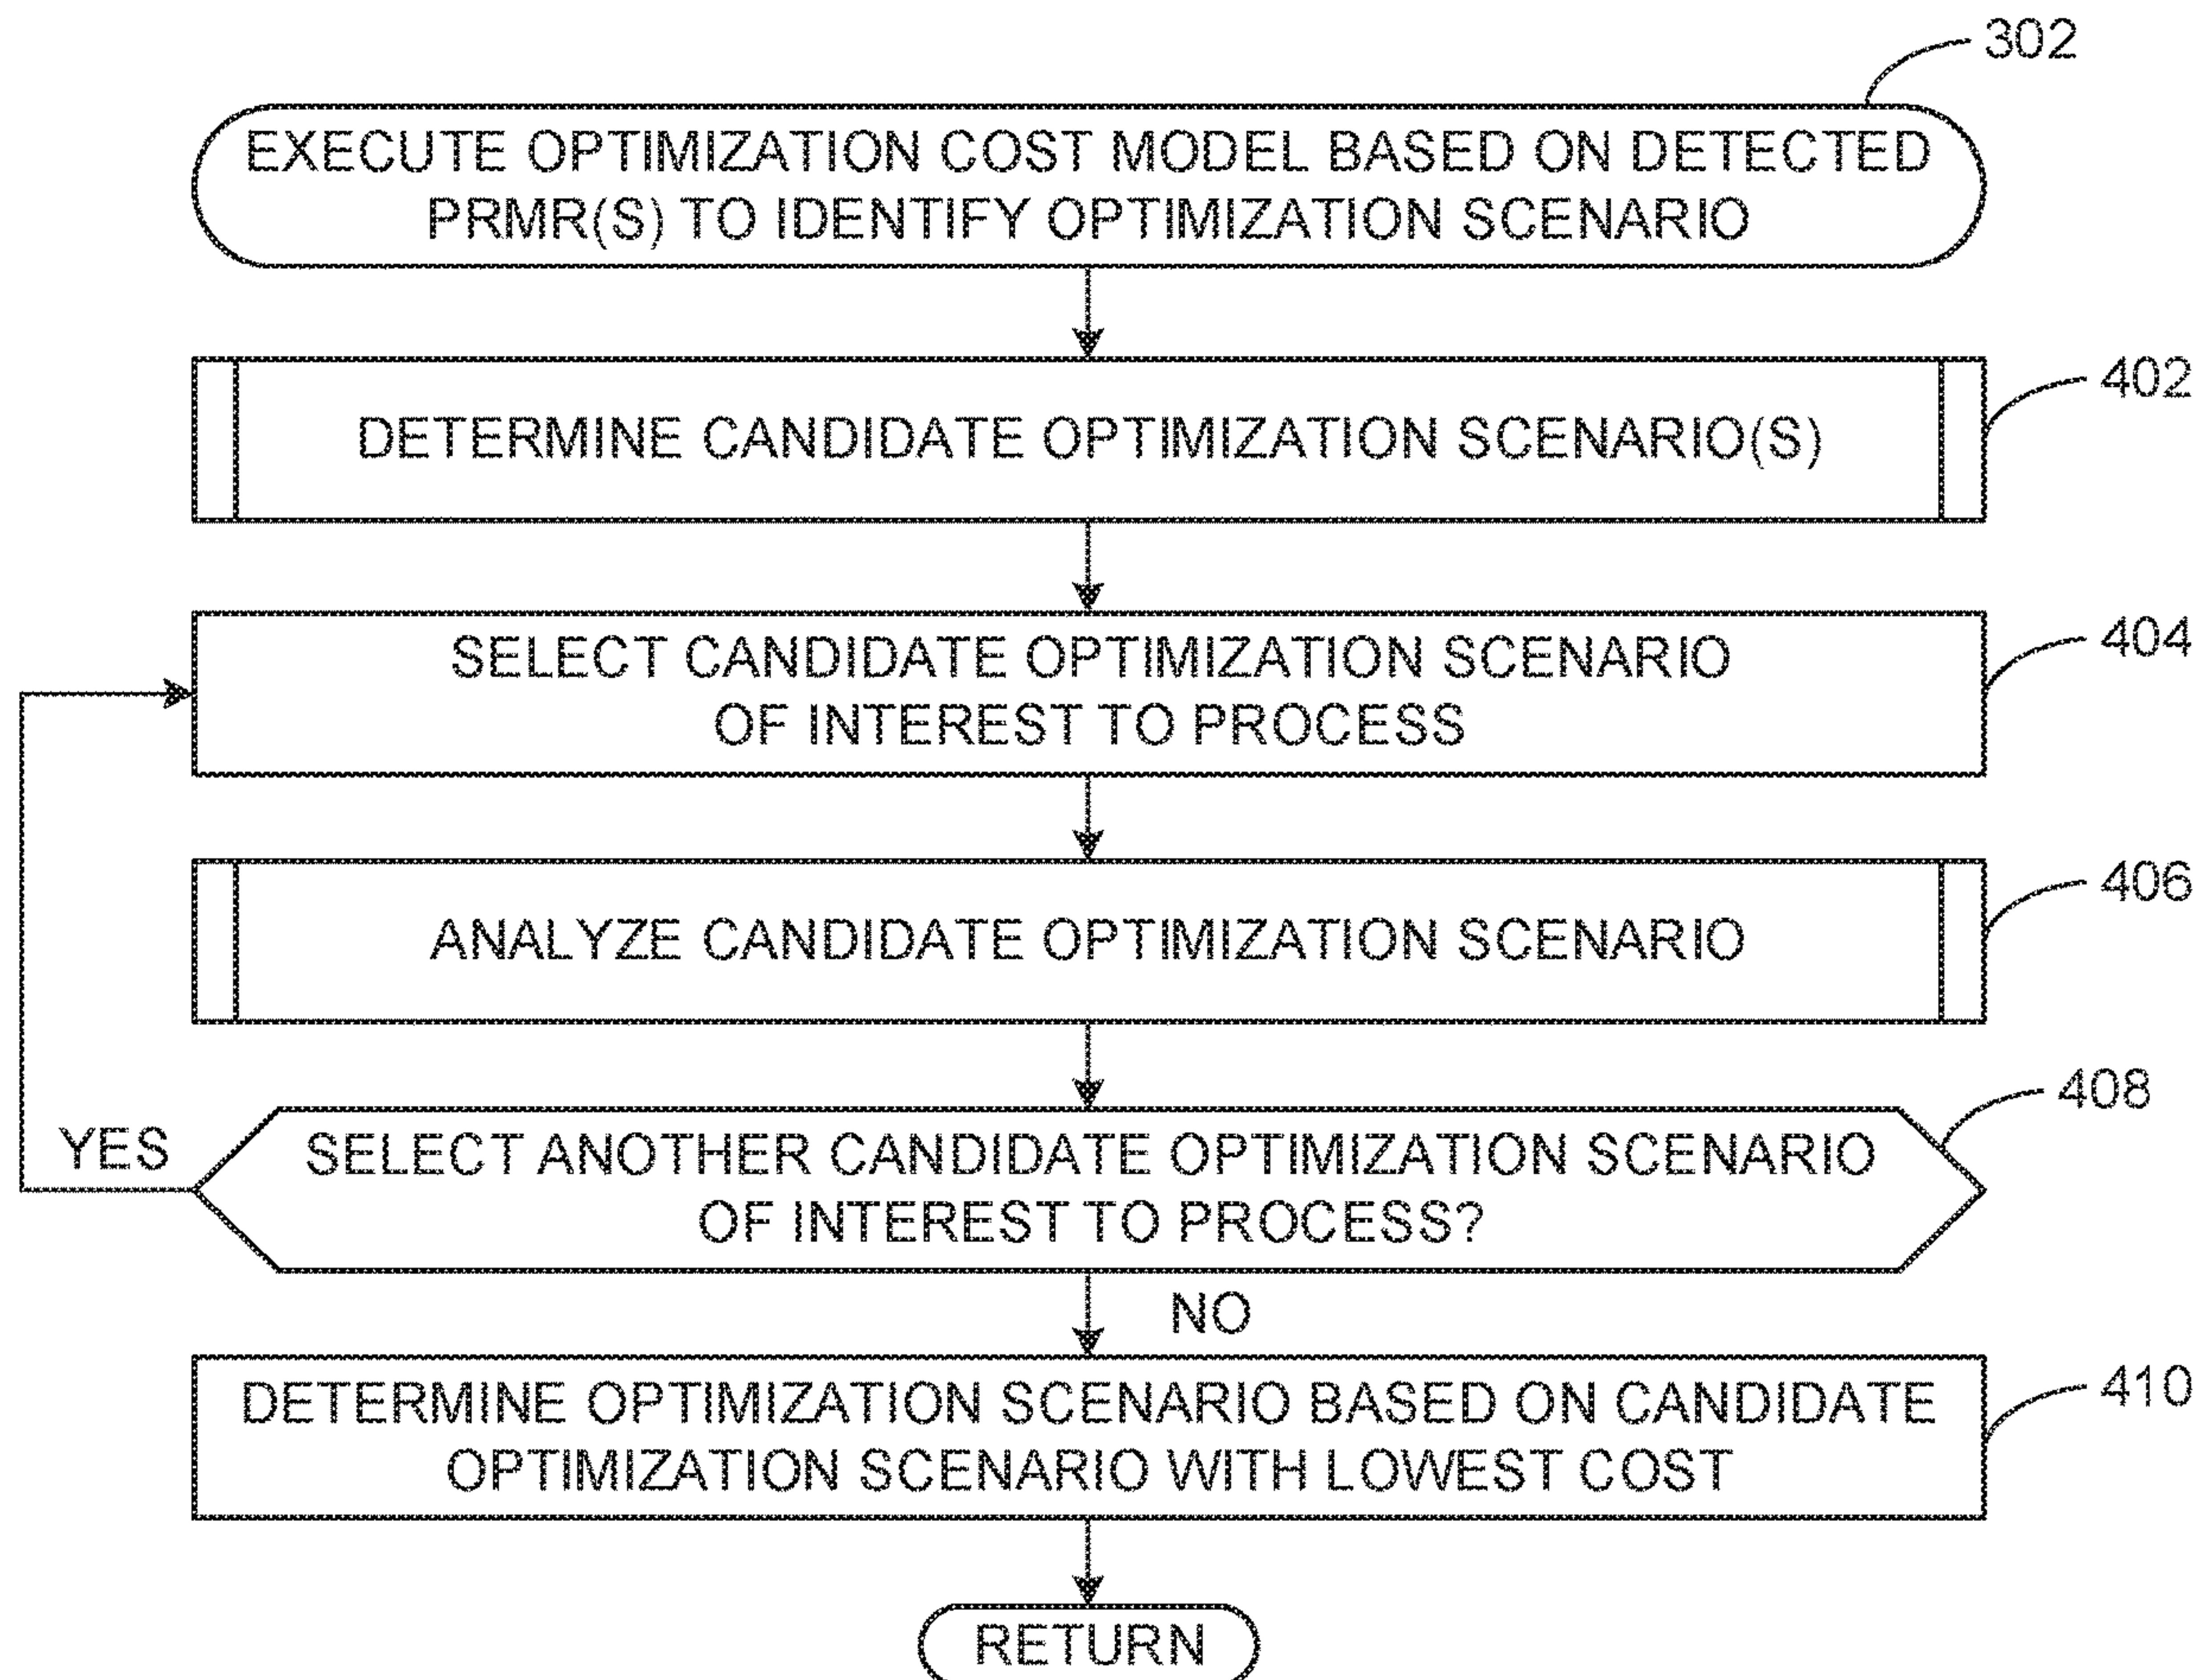 302
EXECUTE OPTIMIZATION COST MODEL BASED ON DETECTED
PRMR(S) TO IDENTIFY OPTIMIZATION SCENARIO
402
DETERMINE CANDIDATE OPTIMIZATION SCENARIO(S)
404
SELECT CANDIDATE OPTIMIZATION SCENARIO
OF INTEREST TO PROCESS
406
ANALYZE CANDIDATE OPTIMIZATION SCENARIO
408
YES
SELECT ANOTHER CANDIDATE OPTIMIZATION SCENARIO
OF INTEREST TO PROCESS?
NO
410
DETERMINE OPTIMIZATION SCENARIO BASED ON CANDIDATE
OPTIMIZATION SCENARIO WITH LOWEST COST
RETURN